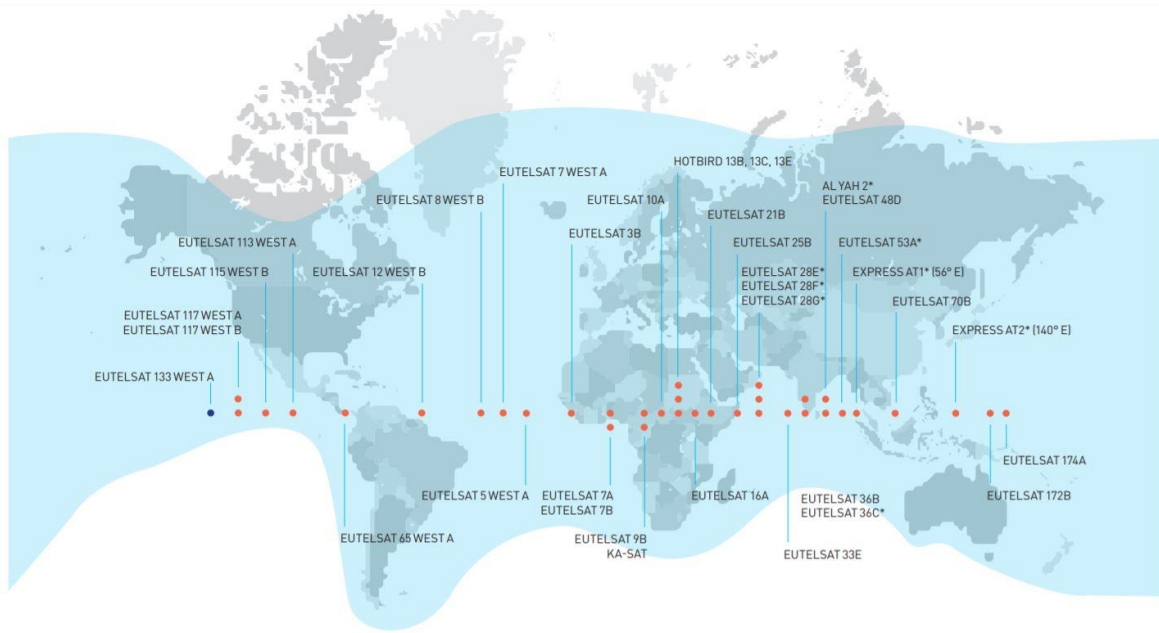 HOTBIRD 13B, 13C, 13E
EUTELSAT 7 WEST A
EUTELSAT 8 WEST B
EUTELSAT 10A
AL YAH 2*
EUTELSAT 48D
EUTELSAT 21B
EUTELSAT 3B
EUTELSAT 113 WEST A
EUTELSAT 25B
EUTELSAT 53A*
EUTELSAT 115 WEST B
EUTELSAT 12 WEST B
EUTELSAT 28E*
EUTELSAT 28F*
EUTELSAT 28G*
EXPRESS AT1* (56° E)
EUTELSAT 70B
EUTELSAT 117 WEST A
EUTELSAT 117 WEST B
EXPRESS AT2* (140° E)
EUTELSAT 133 WEST A
EUTELSAT 174A
EUTELSAT 5 WEST A
EUTELSAT 7A
EUTELSAT 7B
EUTELSAT 16A
EUTELSAT 36B
EUTELSAT 36C*
EUTELSAT 172B
EUTELSAT 65 WEST A
EUTELSAT 9B
KA-SAT
EUTELSAT 33E